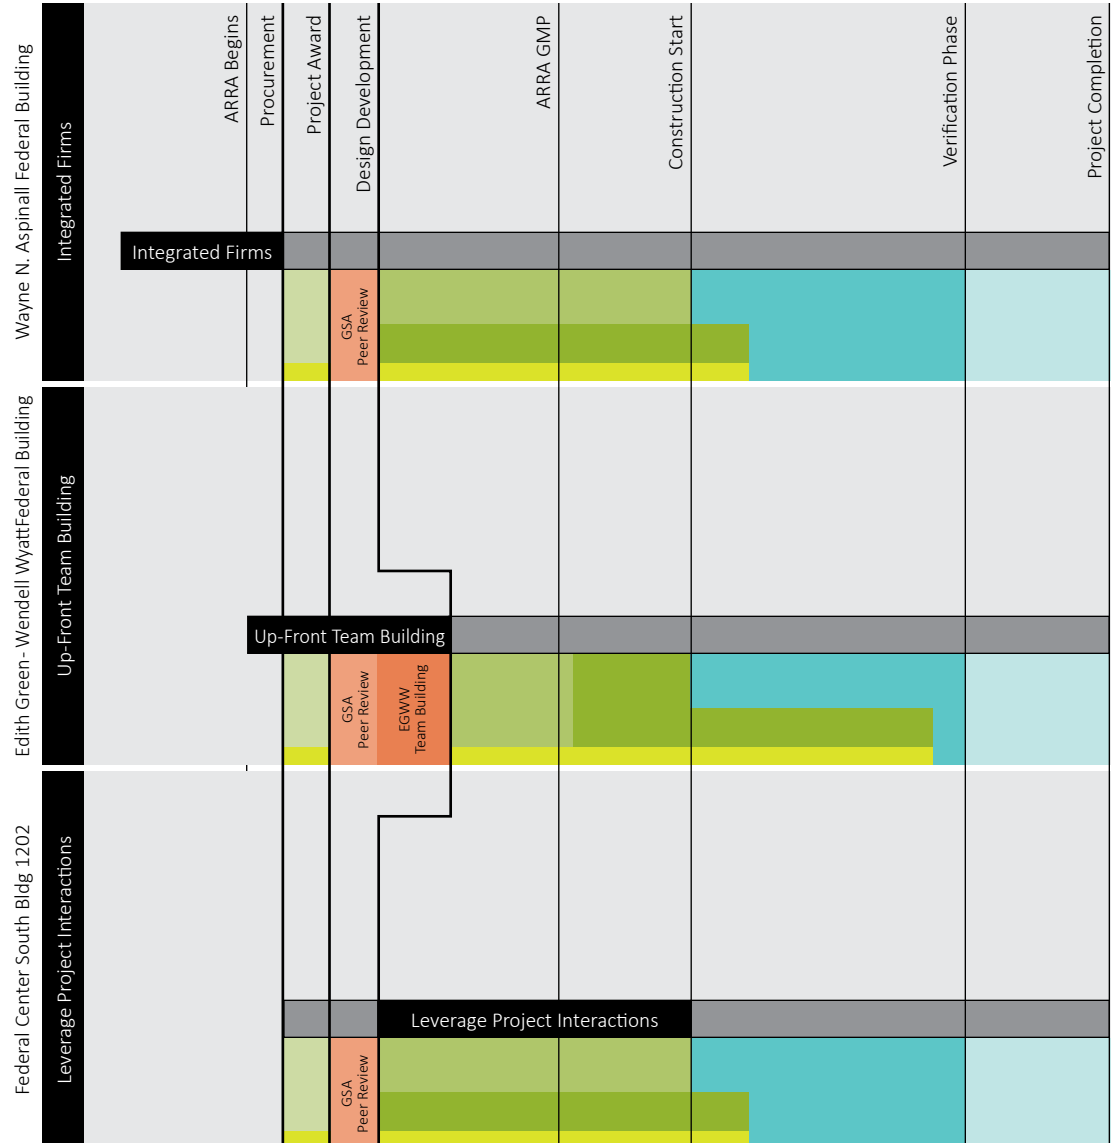 ARRA Begins
Procurement
Project Award
Design Development
ARRA GMP
Construction Start
Verification Phase
Project Completion
Wayne N. Aspinall Federal Building
Integrated Firms
Integrated Firms
GSA
Peer Review
Edith Green- Wendell WyattFederal Building
Up-Front Team Building
Up-Front Team Building
GSA
Peer Review
EGWW
Team Building
Federal Center South Bldg 1202
Leverage Project Interactions
Leverage Project Interactions
GSA
Peer Review